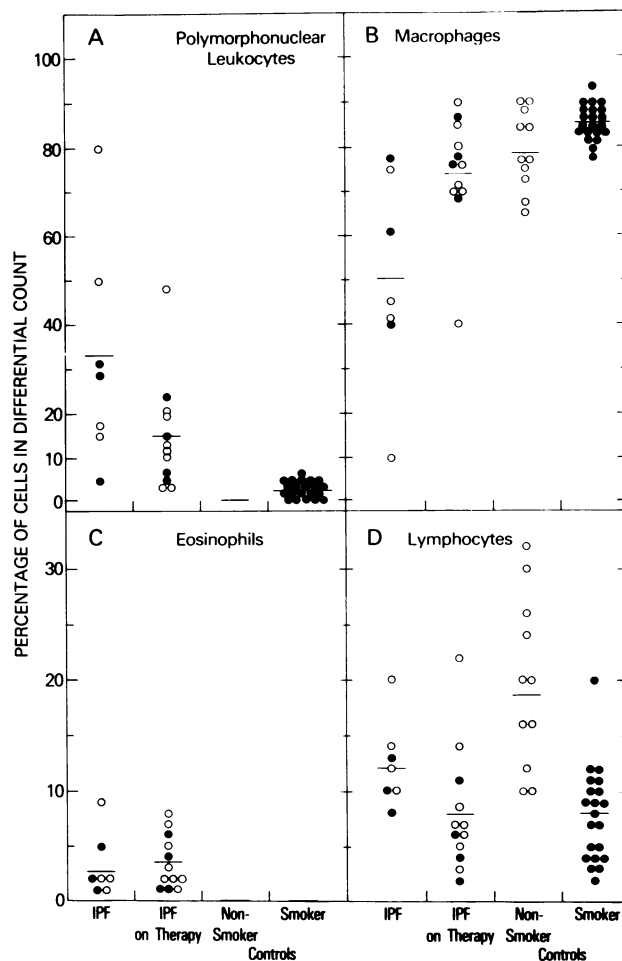 A
Polymorphonuclear
Leukocytes
B
Macrophages
100
80
60
40
20
10
0
PERCENTAGE OF CELLS IN DIFFERENTIAL COUNT
C
Eosinophils
D
Lymphocytes
30
20
10
0
IPF
IPF
on Therapy
Non-
Smoker
Smoker
Controls
IPF
IPF
on Therapy
Non-
Smoker
Smoker
Controls